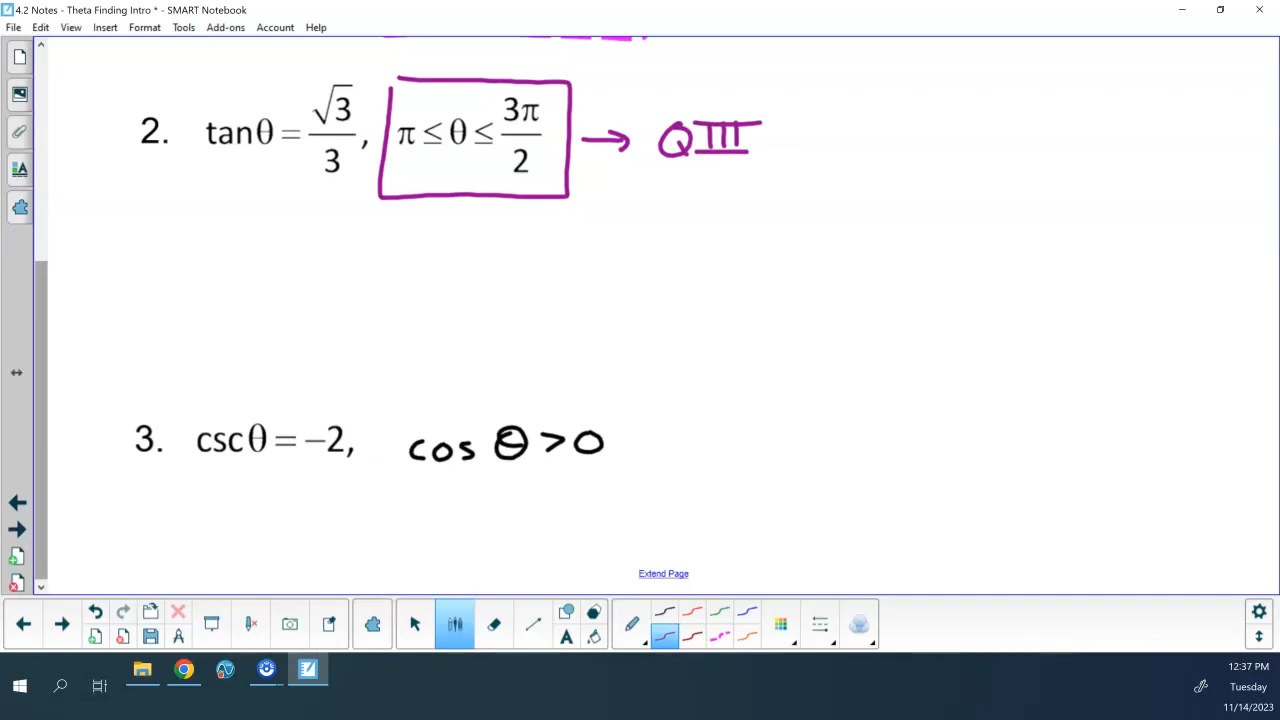 4.2 Notes - Theta Finding Intro * - SMART Notebook
File Edit View Insert Format Tools Add-ons Account Help
2. tanθ = √3/3, π ≤ θ ≤ 3π/2 → QIII
3. cscθ = −2, cos θ > 0
Extend Page
12:37 PM
Tuesday
11/14/2023